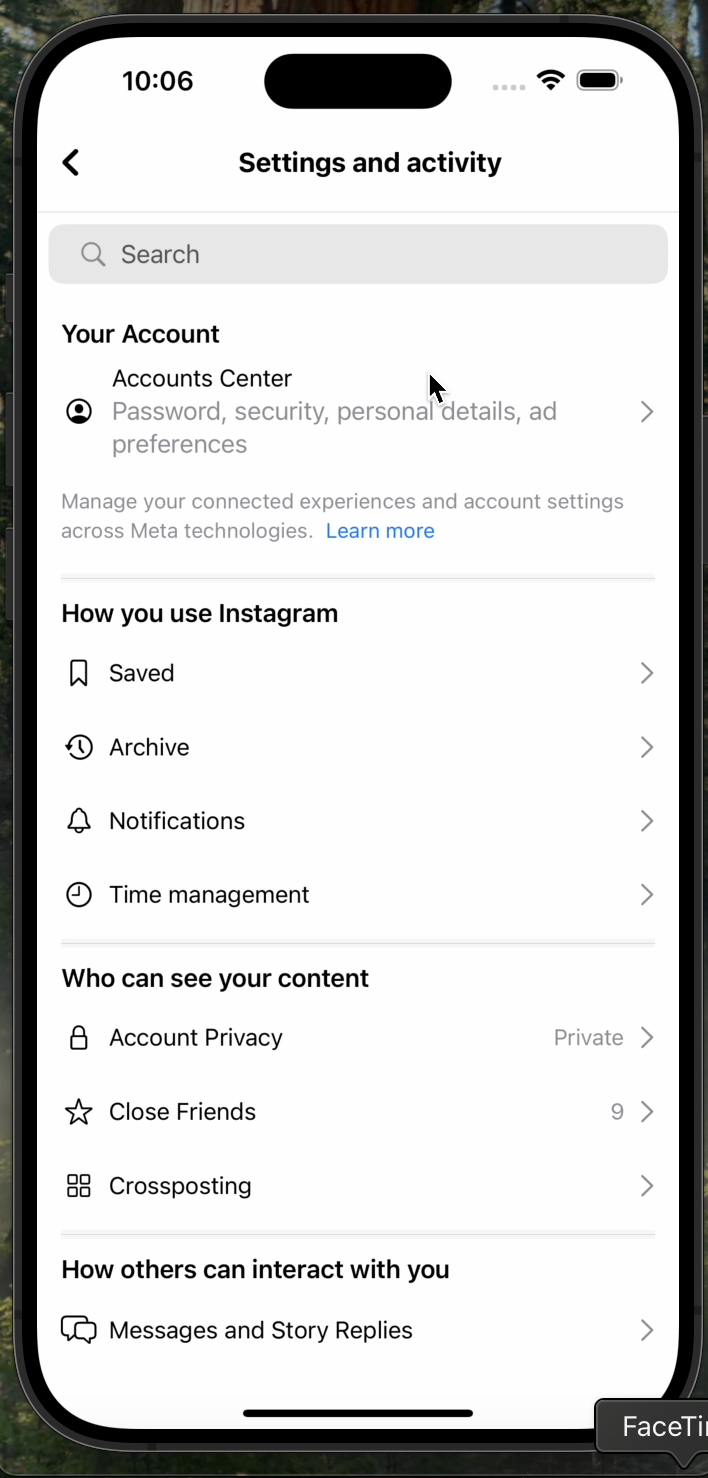 10:06
Settings and activity
Search
Your Account
Accounts Center
Password, security, personal details, ad
preferences
Manage your connected experiences and account settings
across Meta technologies. Learn more
How you use Instagram
Saved
Archive
Notifications
Time management
Who can see your content
Account Privacy Private
Close Friends 9
Crossposting
How others can interact with you
Messages and Story Replies